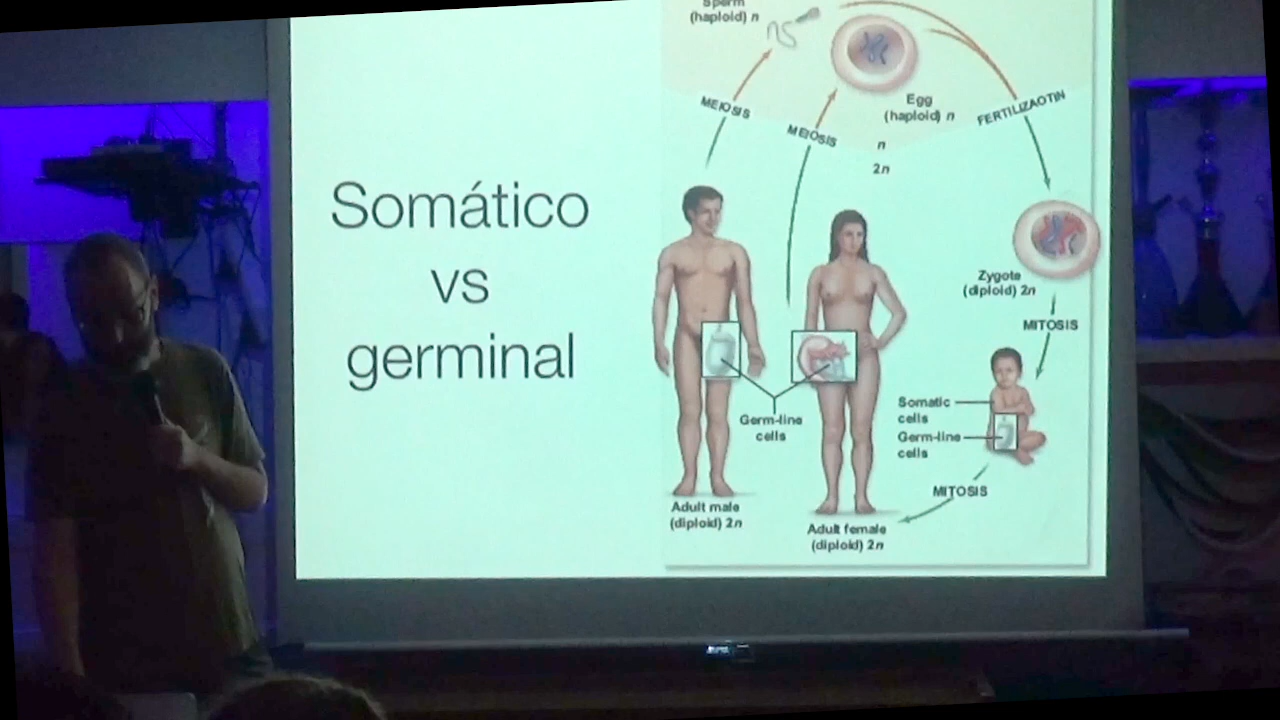 Somático
vs
germinal
Sperm
(haploid) n
Egg
(haploid) n
MEIOSIS
MEIOSIS
FERTILIZAOTIN
n
2n
Zygote
(diploid) 2n
MITOSIS
Somatic
cells
Germ-line
cells
Germ-line
cells
MITOSIS
Adult male
(diploid) 2n
Adult female
(diploid) 2n